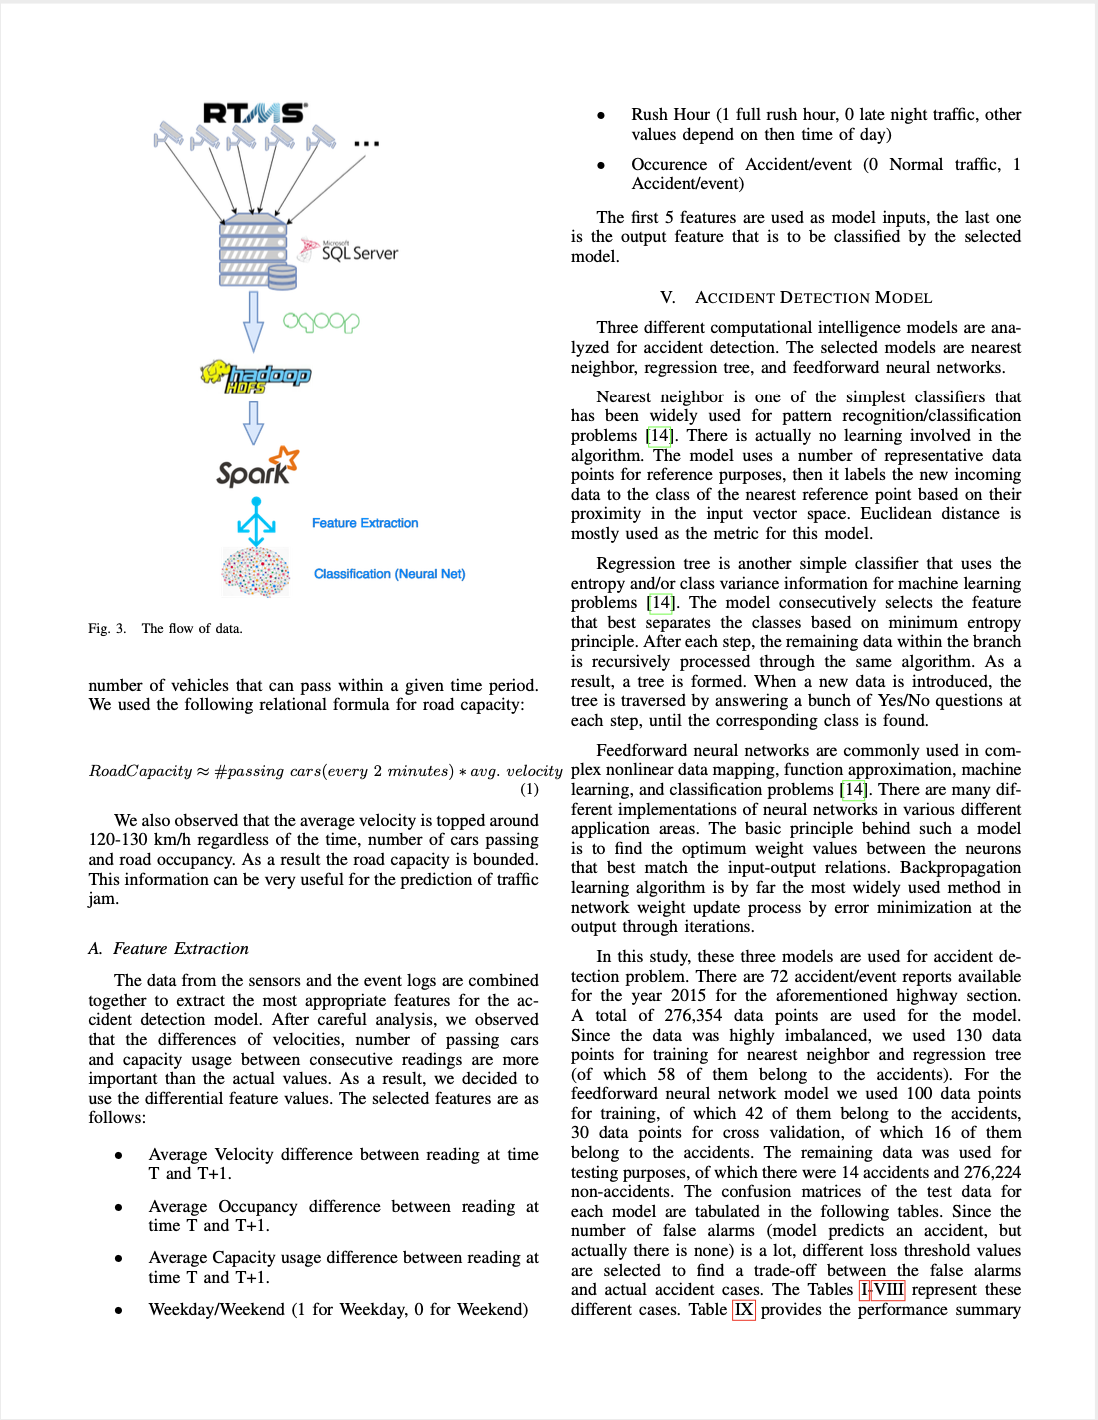 RTMS
...
Microsoft
SQL Server
sqoop
hadoop
HDFS
Spark
Feature Extraction
Classification (Neural Net)
Fig. 3. The flow of data.
number of vehicles that can pass within a given time period.
We used the following relational formula for road capacity:
RoadCapacity ≈ #passing cars(every 2 minutes) * avg. velocity
(1)
We also observed that the average velocity is topped around
120-130 km/h regardless of the time, number of cars passing
and road occupancy. As a result the road capacity is bounded.
This information can be very useful for the prediction of traffic
jam.
A. Feature Extraction
The data from the sensors and the event logs are combined
together to extract the most appropriate features for the ac-
cident detection model. After careful analysis, we observed
that the differences of velocities, number of passing cars
and capacity usage between consecutive readings are more
important than the actual values. As a result, we decided to
use the differential feature values. The selected features are as
follows:
• Average Velocity difference between reading at time
T and T+1.
• Average Occupancy difference between reading at
time T and T+1.
• Average Capacity usage difference between reading at
time T and T+1.
• Weekday/Weekend (1 for Weekday, 0 for Weekend)
• Rush Hour (1 full rush hour, 0 late night traffic, other
values depend on then time of day)
• Occurence of Accident/event (0 Normal traffic, 1
Accident/event)
The first 5 features are used as model inputs, the last one
is the output feature that is to be classified by the selected
model.
V. ACCIDENT DETECTION MODEL
Three different computational intelligence models are ana-
lyzed for accident detection. The selected models are nearest
neighbor, regression tree, and feedforward neural networks.
Nearest neighbor is one of the simplest classifiers that
has been widely used for pattern recognition/classification
problems [14]. There is actually no learning involved in the
algorithm. The model uses a number of representative data
points for reference purposes, then it labels the new incoming
data to the class of the nearest reference point based on their
proximity in the input vector space. Euclidean distance is
mostly used as the metric for this model.
Regression tree is another simple classifier that uses the
entropy and/or class variance information for machine learning
problems [14]. The model consecutively selects the feature
that best separates the classes based on minimum entropy
principle. After each step, the remaining data within the branch
is recursively processed through the same algorithm. As a
result, a tree is formed. When a new data is introduced, the
tree is traversed by answering a bunch of Yes/No questions at
each step, until the corresponding class is found.
Feedforward neural networks are commonly used in com-
plex nonlinear data mapping, function approximation, machine
learning, and classification problems [14]. There are many dif-
ferent implementations of neural networks in various different
application areas. The basic principle behind such a model
is to find the optimum weight values between the neurons
that best match the input-output relations. Backpropagation
learning algorithm is by far the most widely used method in
network weight update process by error minimization at the
output through iterations.
In this study, these three models are used for accident de-
tection problem. There are 72 accident/event reports available
for the year 2015 for the aforementioned highway section.
A total of 276,354 data points are used for the model.
Since the data was highly imbalanced, we used 130 data
points for training for nearest neighbor and regression tree
(of which 58 of them belong to the accidents). For the
feedforward neural network model we used 100 data points
for training, of which 42 of them belong to the accidents,
30 data points for cross validation, of which 16 of them
belong to the accidents. The remaining data was used for
testing purposes, of which there were 14 accidents and 276,224
non-accidents. The confusion matrices of the test data for
each model are tabulated in the following tables. Since the
number of false alarms (model predicts an accident, but
actually there is none) is a lot, different loss threshold values
are selected to find a trade-off between the false alarms
and actual accident cases. The Tables I-VIII represent these
different cases. Table IX provides the performance summary